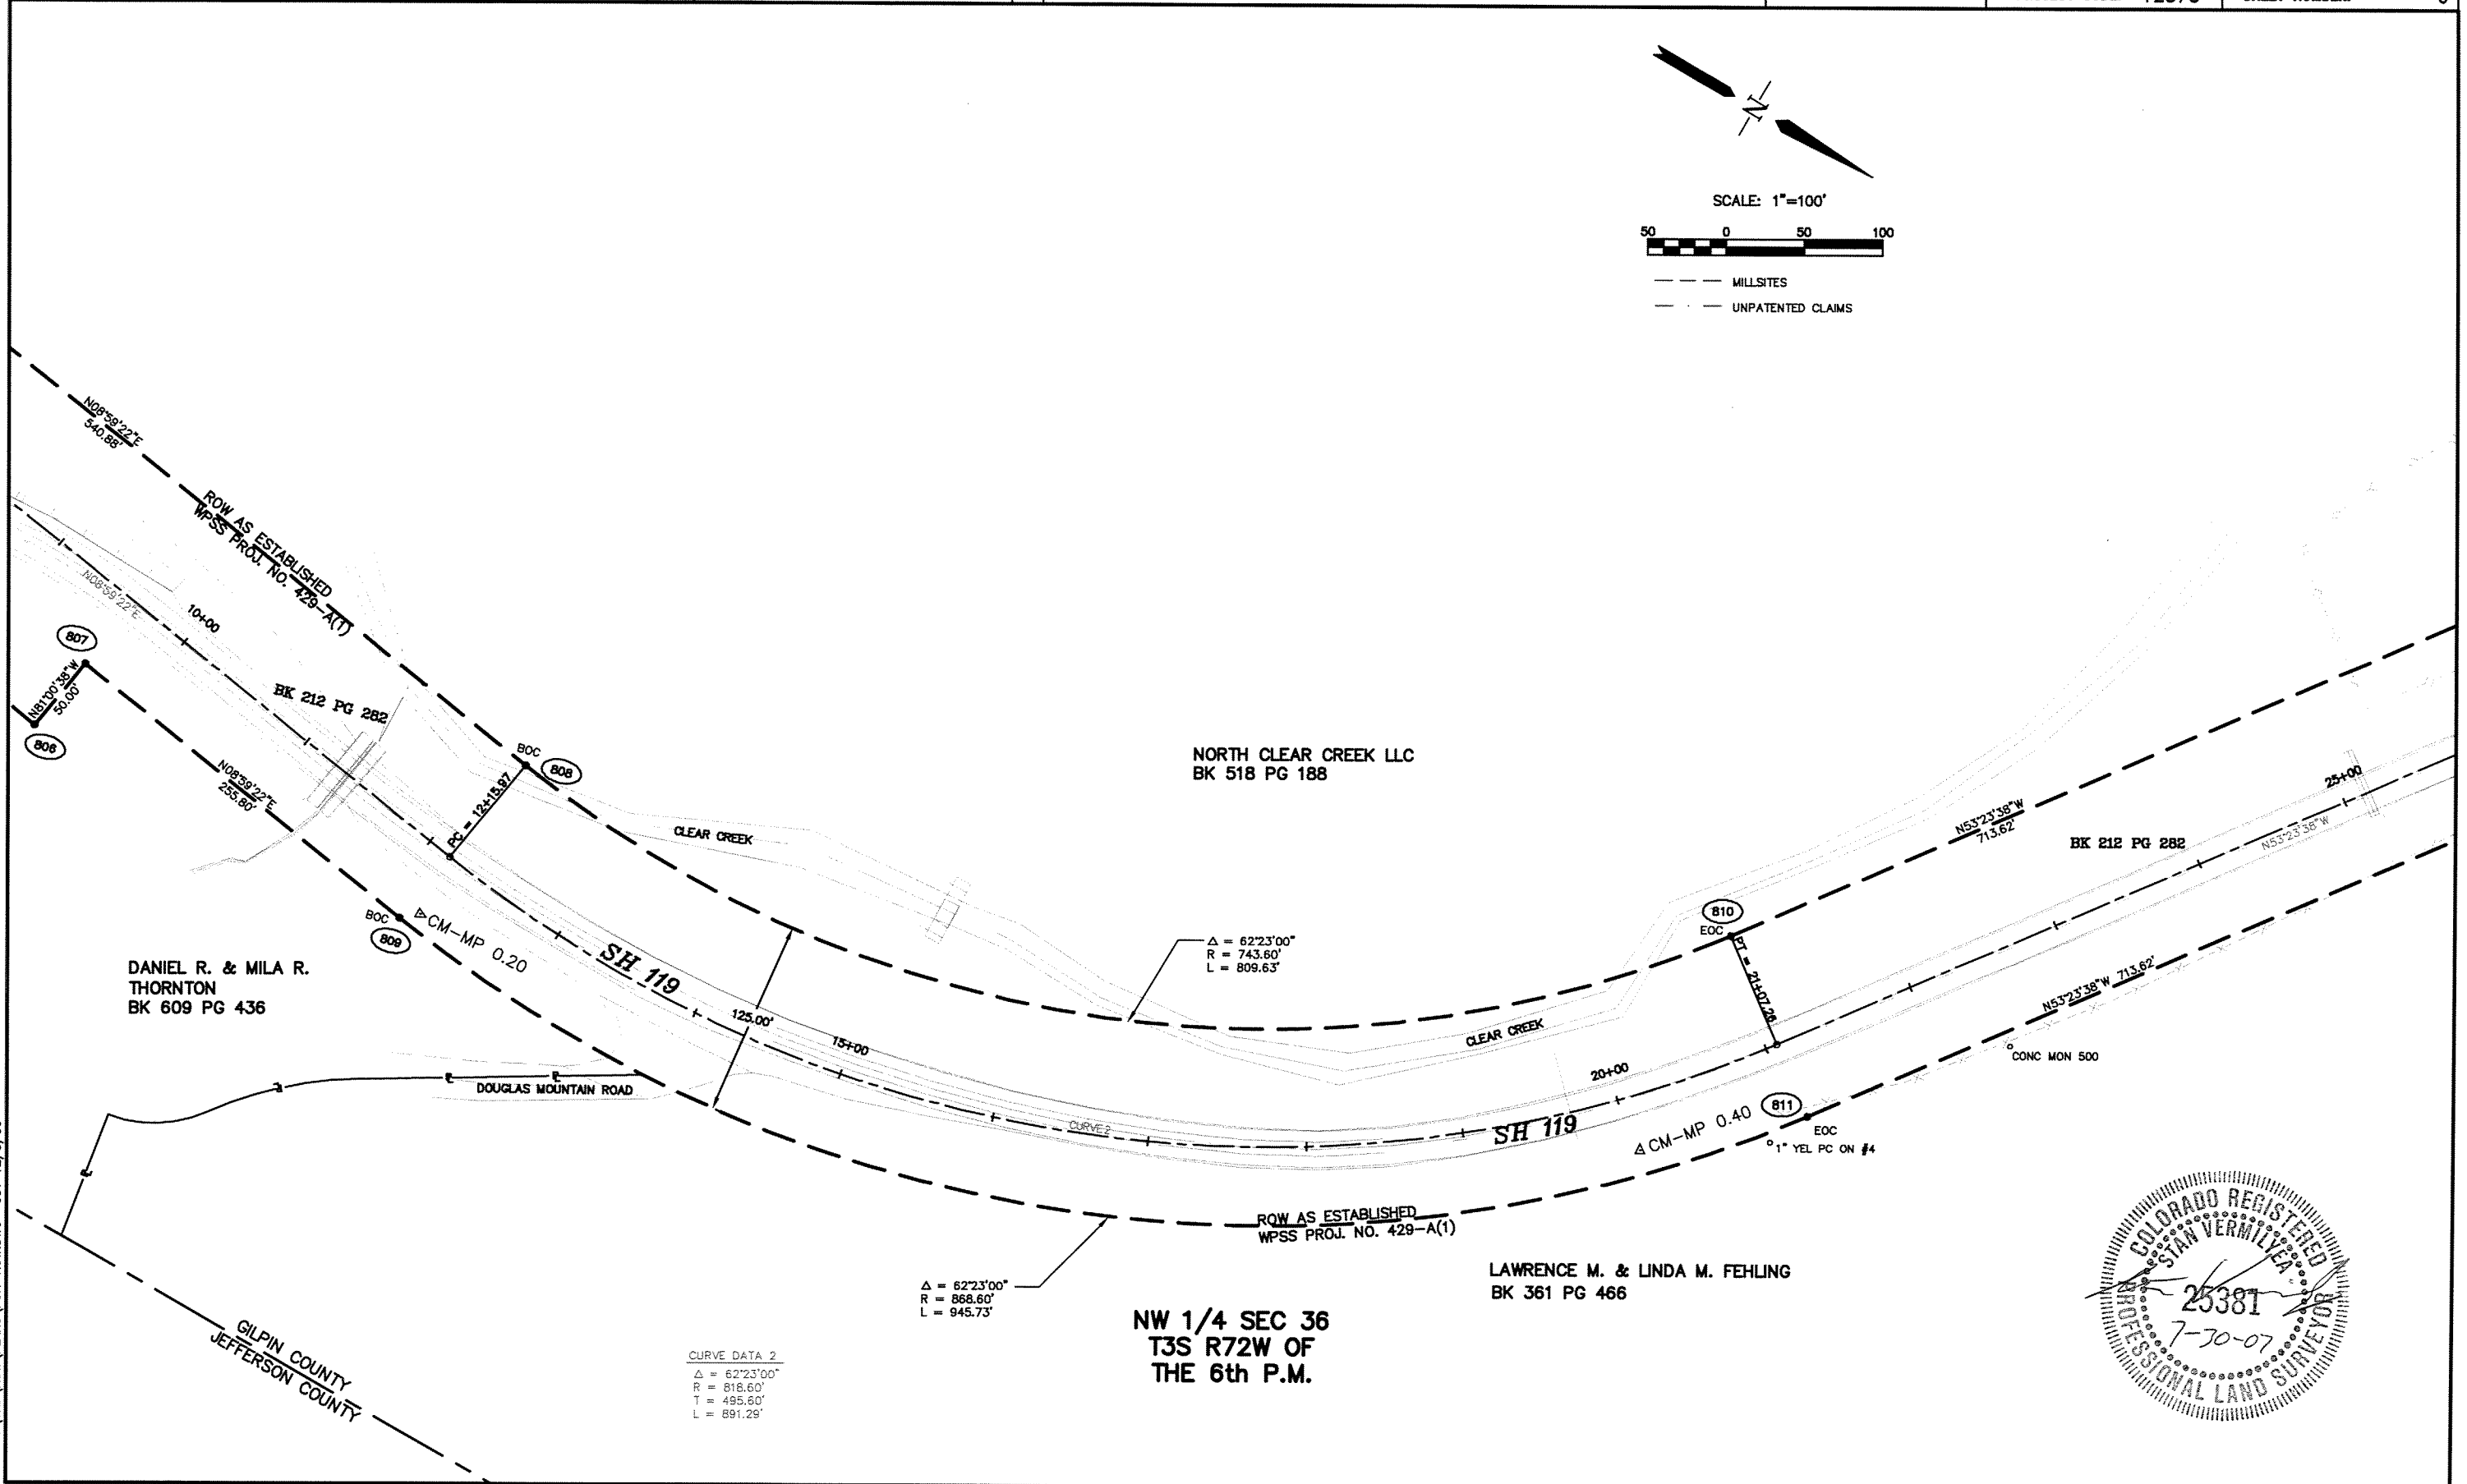 SCALE: 1"=100'
50 0 50 100
MILLSITES
UNPATENTED CLAIMS
N08°59'22"E
540.88'
ROW AS ESTABLISHED
WPSS PROJ. NO. 429-A(1)
N08°59'22"E
10+00
807
N81°00'38"W
50.00'
806
BK 212 PG 282
N08°59'22"E
255.80'
BOC
808
PC = 12+15.97
CLEAR CREEK
NORTH CLEAR CREEK LLC
BK 518 PG 188
BOC
809
CM-MP 0.20
SH 119
DANIEL R. & MILA R.
THORNTON
BK 609 PG 436
125.00'
15+00
DOUGLAS MOUNTAIN ROAD
CURVE 2
Δ = 62°23'00"
R = 743.60'
L = 809.63'
CLEAR CREEK
810
EOC
PT = 21+07.26
N53°23'38"W
713.62'
25+00
BK 212 PG 282
N53°23'38"W
N53°23'38"W 713.62'
CONC MON 500
20+00
SH 119
CM-MP 0.40
811
EOC
1" YEL PC ON #4
ROW AS ESTABLISHED
WPSS PROJ. NO. 429-A(1)
Δ = 62°23'00"
R = 868.60'
L = 945.73'
LAWRENCE M. & LINDA M. FEHLING
BK 361 PG 466
NW 1/4 SEC 36
T3S R72W OF
THE 6th P.M.
GILPIN COUNTY
JEFFERSON COUNTY
CURVE DATA 2
Δ = 62°23'00"
R = 818.60'
T = 495.60'
L = 891.29'
COLORADO REGISTERED
STAN VERMILYEA
25381
7-30-07
PROFESSIONAL LAND SURVEYOR
-N-